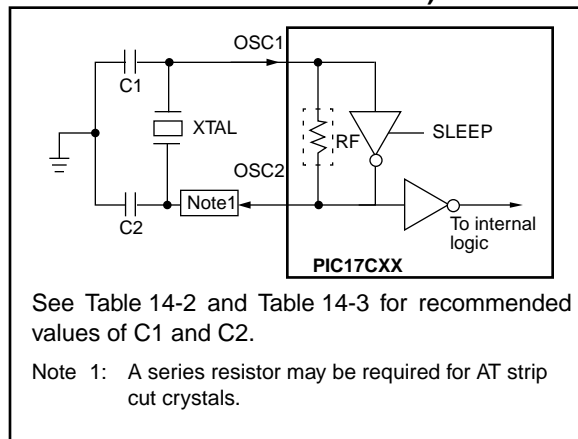 OSC1
C1
XTAL
SLEEP
RF
OSC2
Note1
C2
To internal
logic
PIC17CXX
See Table 14-2 and Table 14-3 for recommended
values of C1 and C2.
Note 1: A series resistor may be required for AT strip
cut crystals.